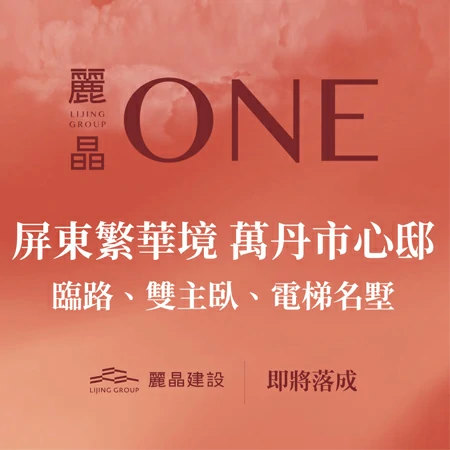 麗晶
LIJING
GROUP
ONE
屏東繁華境 萬丹市心邸
臨路、雙主臥、電梯名墅
LIJING GROUP
麗晶建設
即將落成